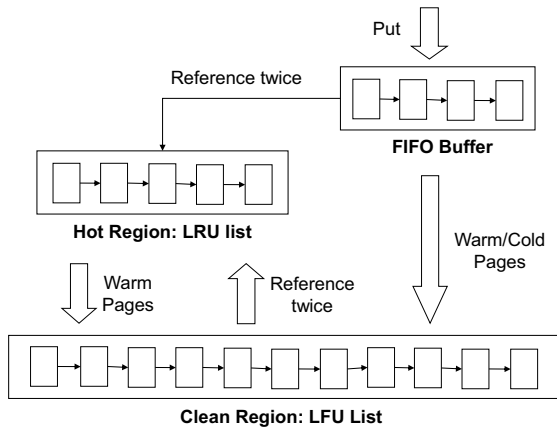 Put
Reference twice
FIFO Buffer
Hot Region: LRU list
Warm/Cold
Pages
Warm
Pages
Reference
twice
Clean Region: LFU List